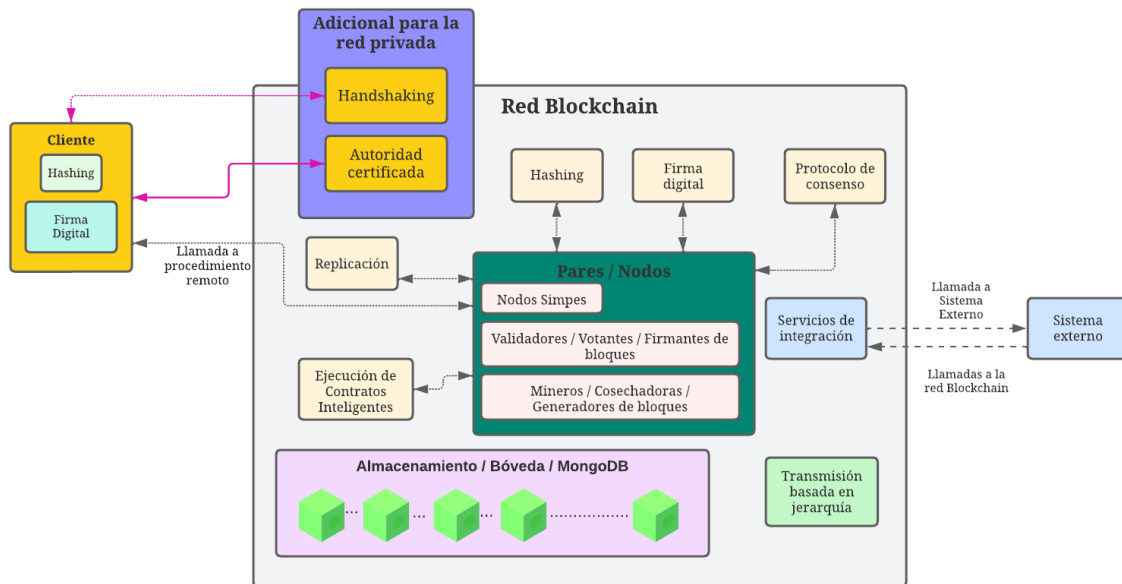 Adicional para la
red privada
Handshaking
Autoridad
certificada
Red Blockchain
Cliente
Hashing
Firma
Digital
Llamada a
procedimiento
remoto
Hashing
Firma
digital
Protocolo de
consenso
Replicación
Pares / Nodos
Nodos Simpes
Validadores / Votantes / Firmantes de
bloques
Mineros / Cosechadoras /
Generadores de bloques
Ejecución de
Contratos
Inteligentes
Servicios de
integración
Llamada a
Sistema
Externo
Sistema
externo
Llamadas a la
red Blockchain
Almacenamiento / Bóveda / MongoDB
Transmisión
basada en
jerarquía